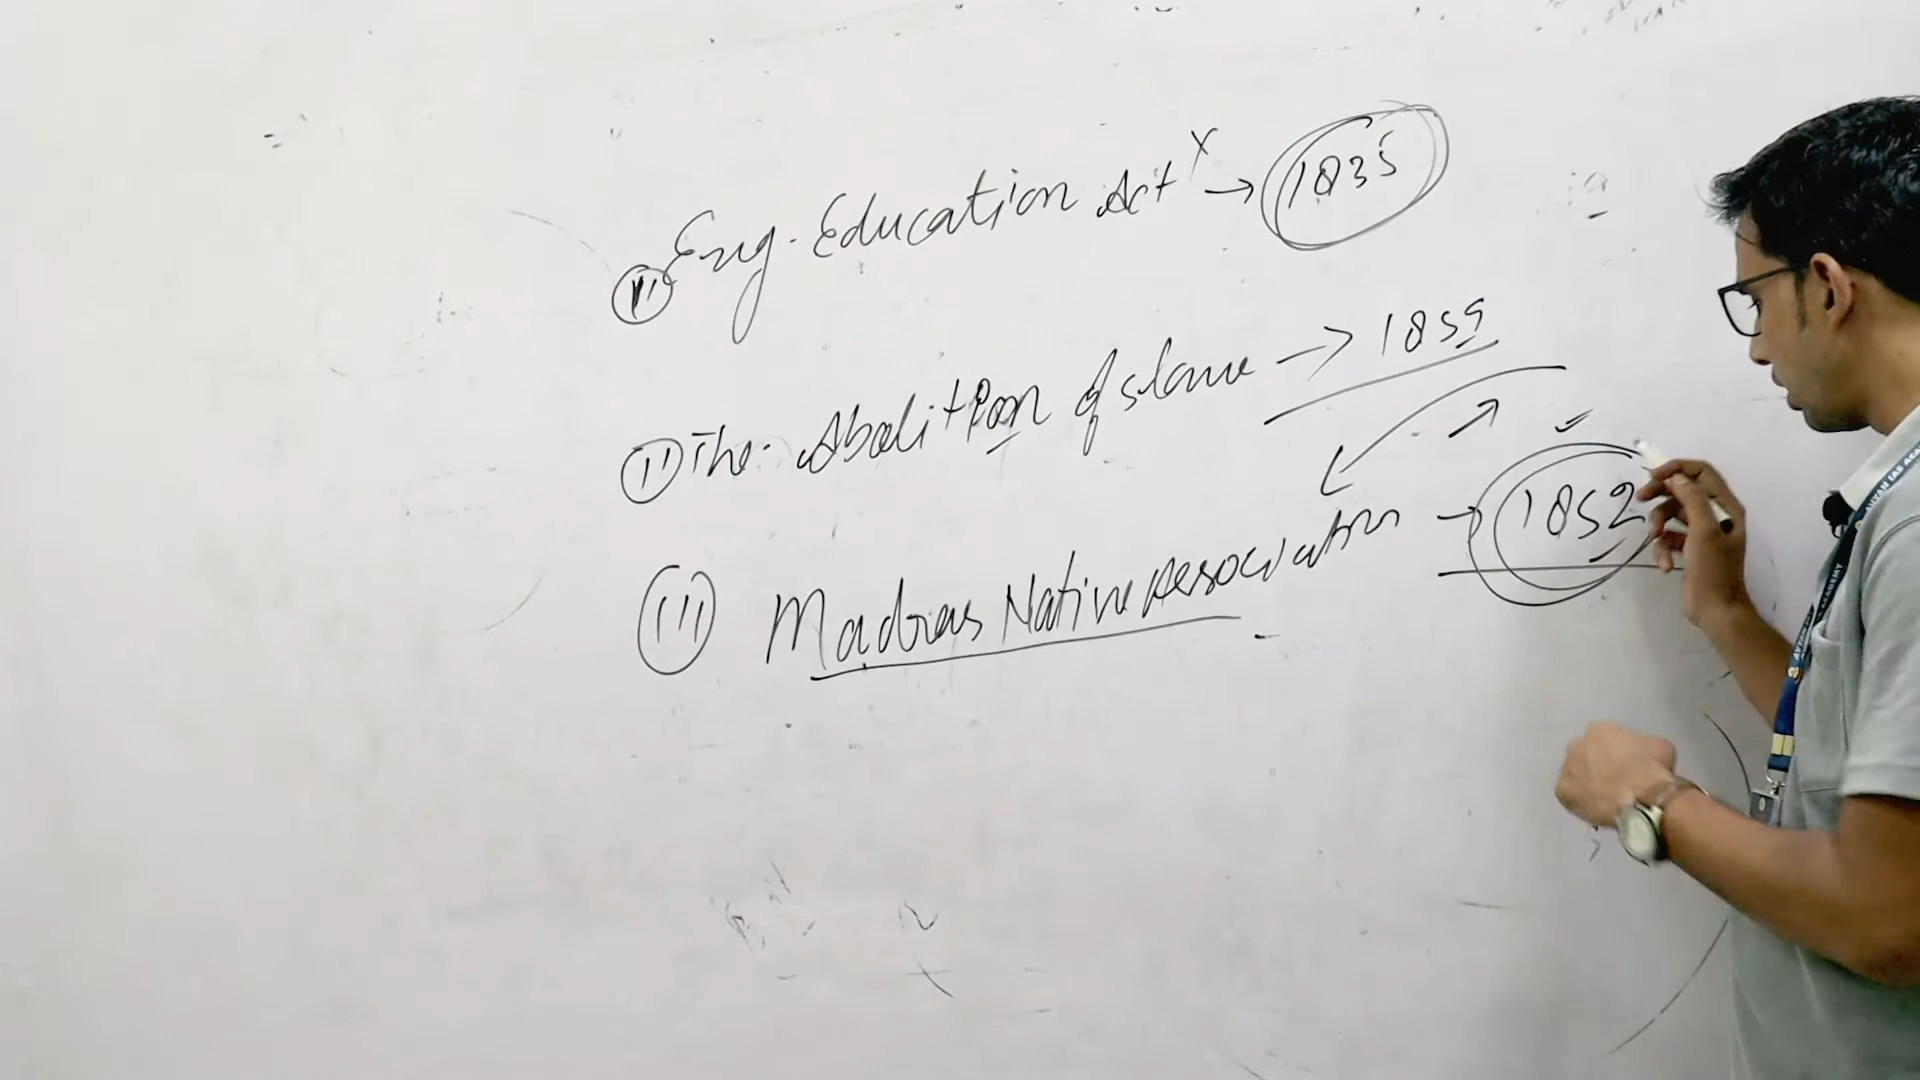 (i) Eng. Education Act x → 1835
(ii) The. Abolition of slave → 1859
(iii) Madras Native Association → 1852